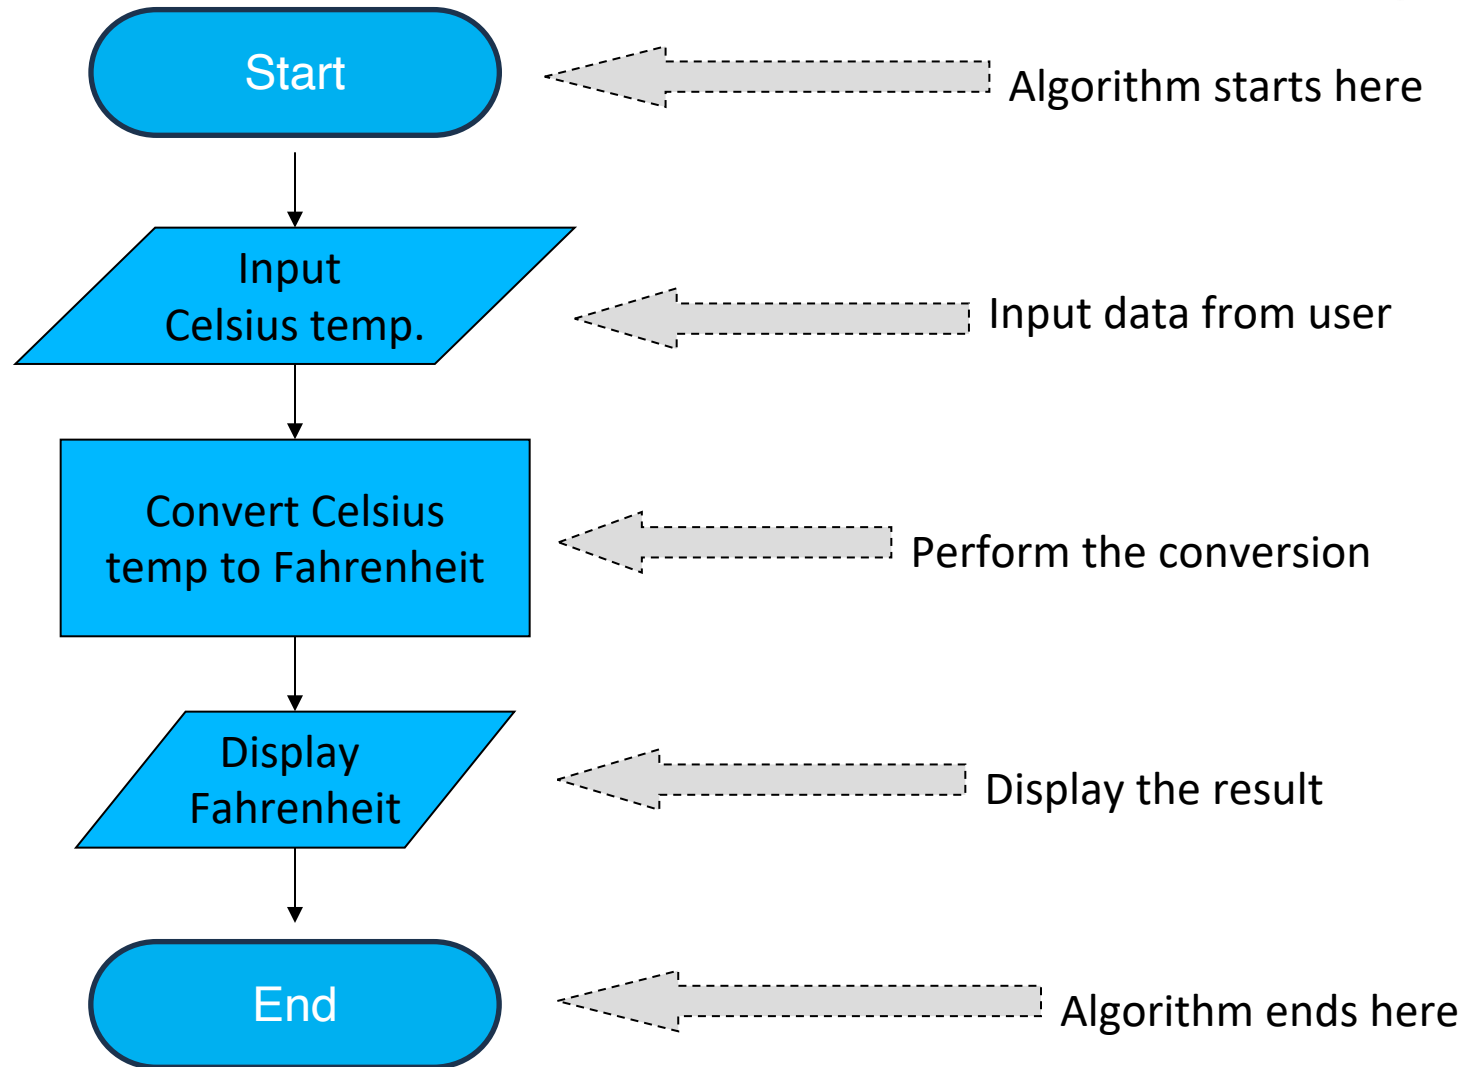 Start
Algorithm starts here
Input
Celsius temp.
Input data from user
Convert Celsius
temp to Fahrenheit
Perform the conversion
Display
Fahrenheit
Display the result
End
Algorithm ends here